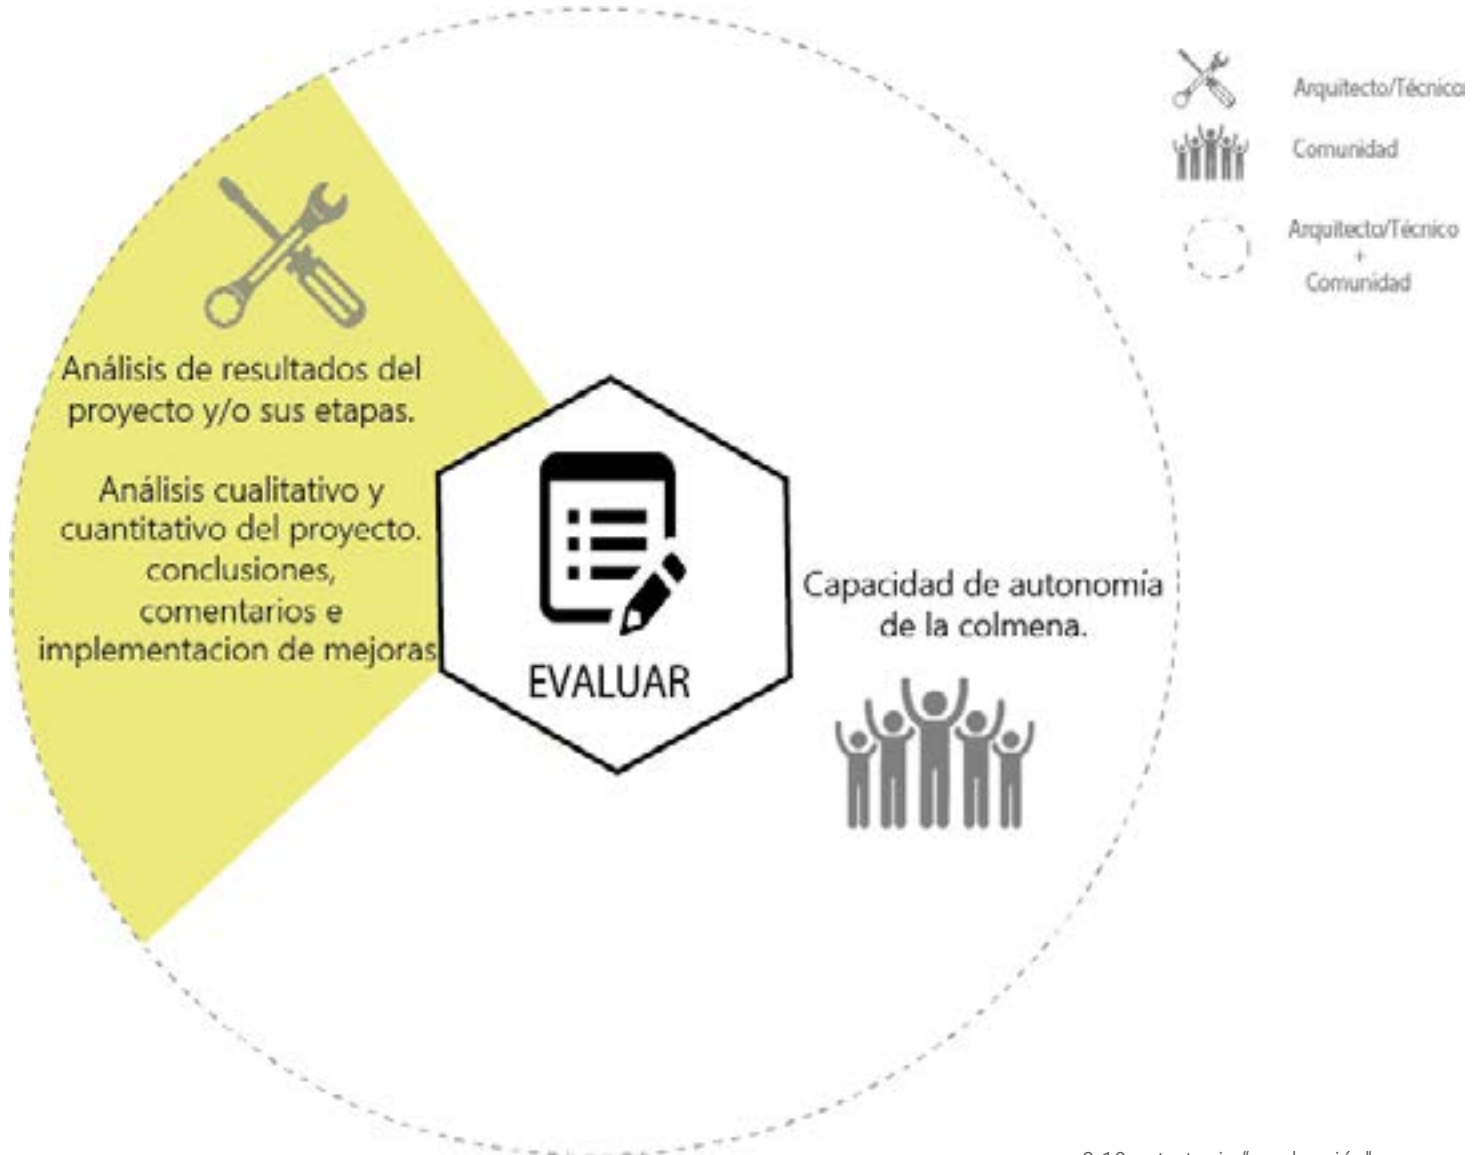 Arquitecto/Técnico
Comunidad
Arquitecto/Técnico
+
Comunidad
Análisis de resultados del
proyecto y/o sus etapas.
Análisis cualitativo y
cuantitativo del proyecto.
conclusiones,
comentarios e
implementacion de mejoras
EVALUAR
Capacidad de autonomía
de la colmena.